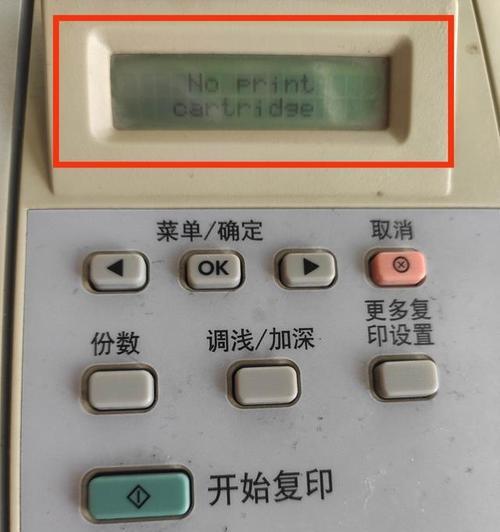 No print
cartridge
菜单/确定
取消
OK
更多复
印设置
份数
调浅/加深
开始复印